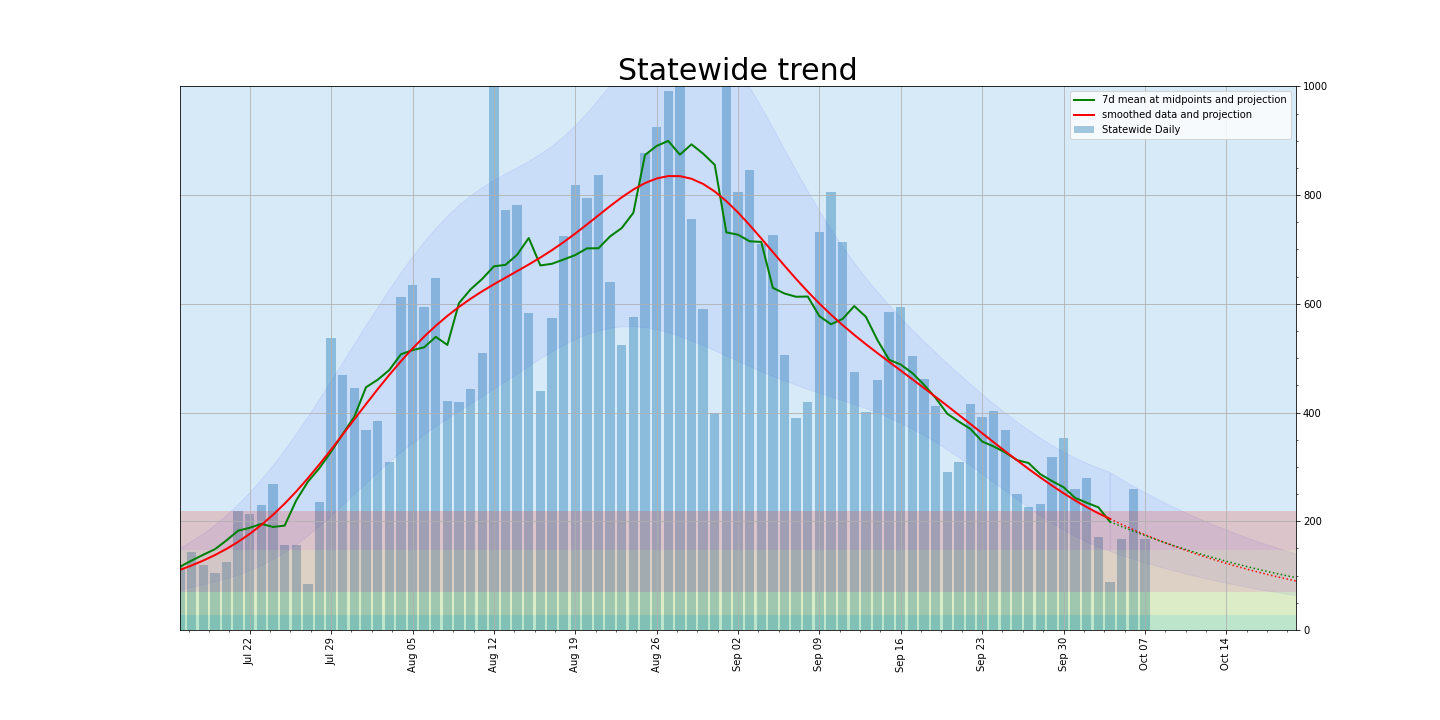 Statewide trend
7d mean at midpoints and projection
smoothed data and projection
Statewide Daily
1000
800
600
400
200
0
Jul 22
Jul 29
Aug 05
Aug 12
Aug 19
Aug 26
Sep 02
Sep 09
Sep 16
Sep 23
Sep 30
Oct 07
Oct 14